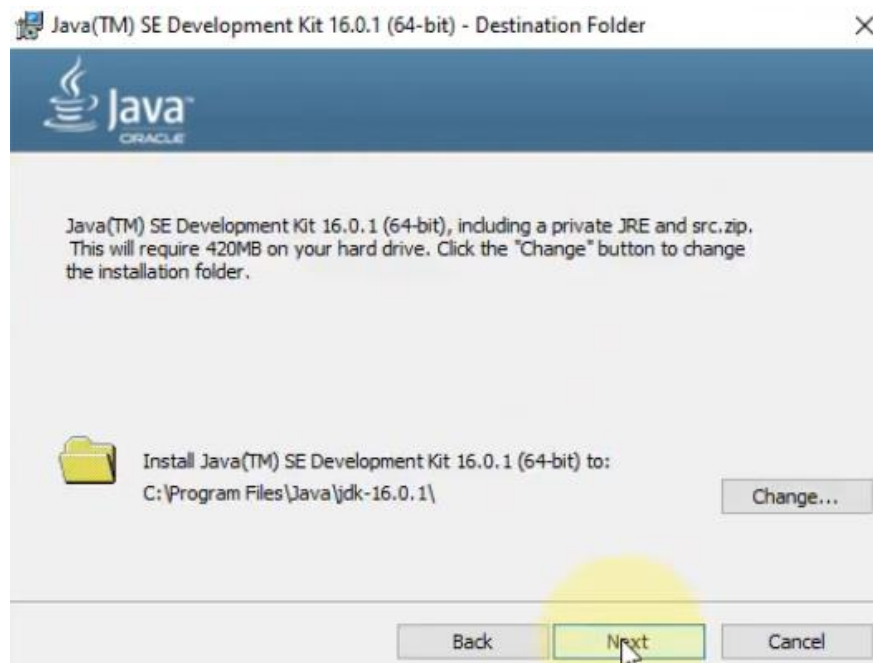 Java(TM) SE Development Kit 16.0.1 (64-bit) - Destination Folder
Java
ORACLE
Java(TM) SE Development Kit 16.0.1 (64-bit), including a private JRE and src.zip.
This will require 420MB on your hard drive. Click the "Change" button to change
the installation folder.
Install Java(TM) SE Development Kit 16.0.1 (64-bit) to:
C:\Program Files\Java\jdk-16.0.1\
Change...
Back Next Cancel